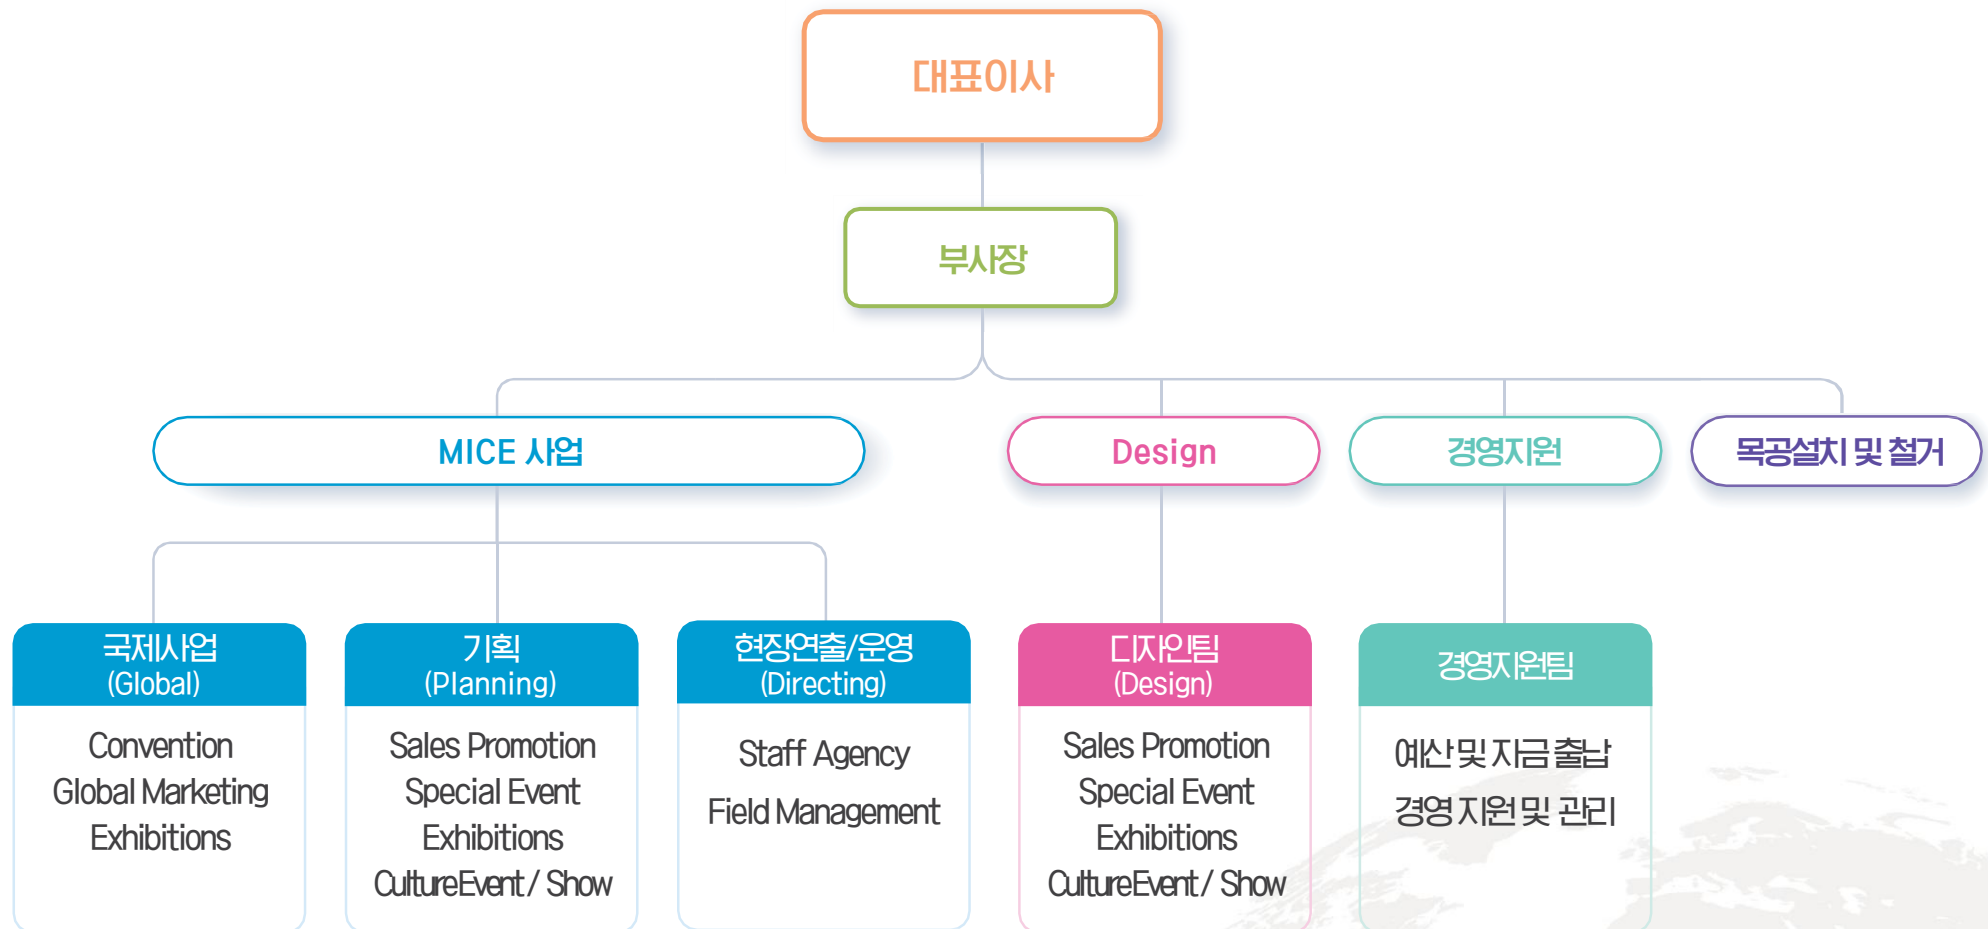 대표이사
부사장
MICE 사업
Design
경영지원
목공설치 및 철거
국제사업
(Global)
Convention
Global Marketing
Exhibitions
기획
(Planning)
Sales Promotion
Special Event
Exhibitions
CultureEvent / Show
현장연출/운영
(Directing)
Staff Agency
Field Management
디자인팀
(Design)
Sales Promotion
Special Event
Exhibitions
CultureEvent / Show
경영지원팀
예산 및 자금 출납
경영 지원 및 관리